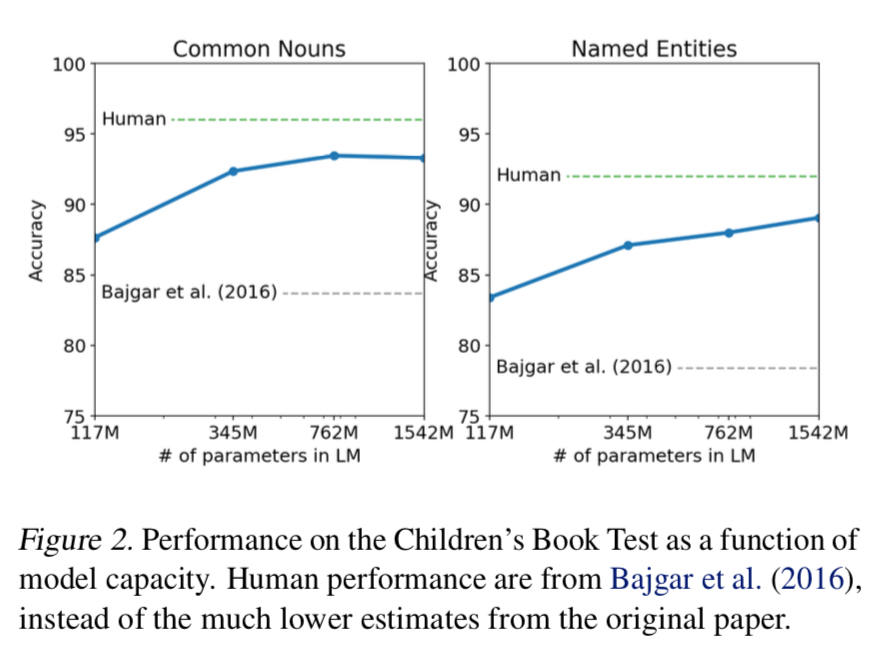 Common Nouns
100
95
90
85
80
75
Accuracy
Human
Bajgar et al. (2016)
117M 345M 762M 1542M
# of parameters in LM
Named Entities
100
95
90
85
80
75
Accuracy
Human
Bajgar et al. (2016)
117M 345M 762M 1542M
# of parameters in LM
Figure 2. Performance on the Children's Book Test as a function of
model capacity. Human performance are from Bajgar et al. (2016),
instead of the much lower estimates from the original paper.